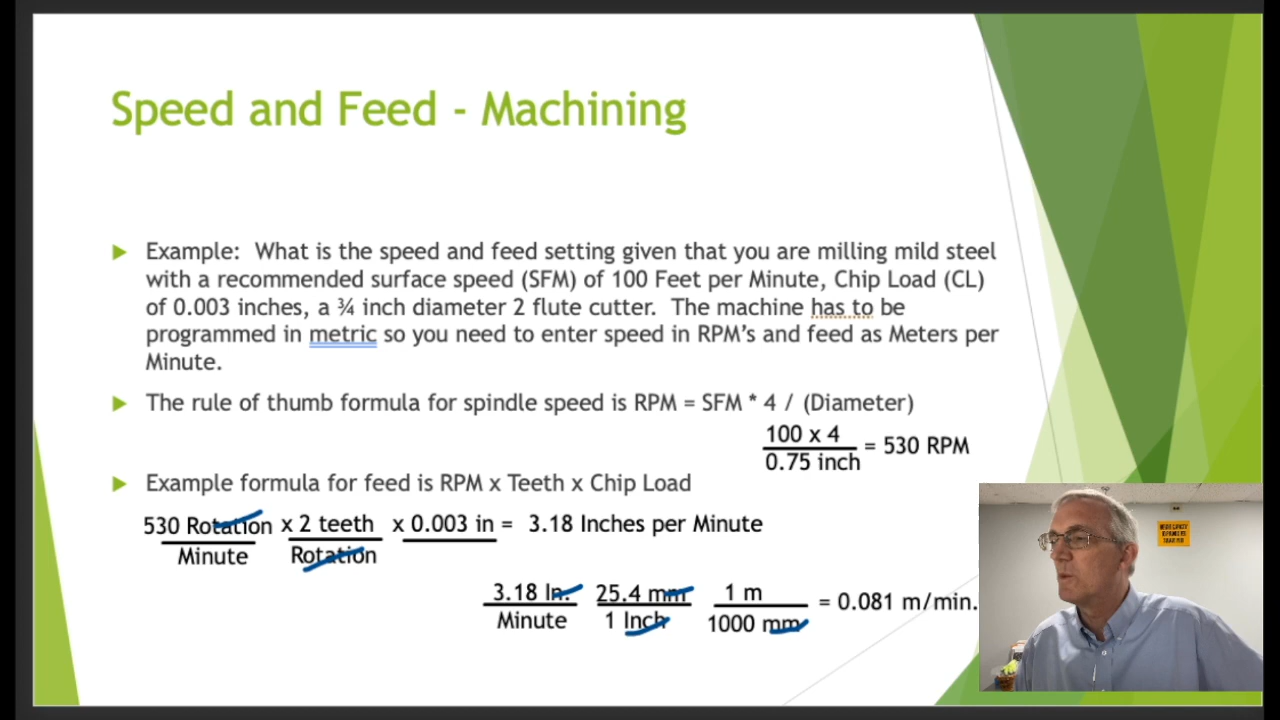 Speed and Feed - Machining
Example: What is the speed and feed setting given that you are milling mild steel
with a recommended surface speed (SFM) of 100 Feet per Minute, Chip Load (CL)
of 0.003 inches, a ¾ inch diameter 2 flute cutter. The machine has to be
programmed in metric so you need to enter speed in RPM's and feed as Meters per
Minute.
The rule of thumb formula for spindle speed is RPM = SFM * 4 / (Diameter)
100 x 4
= 530 RPM
0.75 inch
Example formula for feed is RPM x Teeth x Chip Load
530 Rotation x 2 teeth x 0.003 in = 3.18 Inches per Minute
Minute Rotation
3.18 In. 25.4 mm 1 m
= 0.081 m/min.
Minute 1 Inch 1000 mm